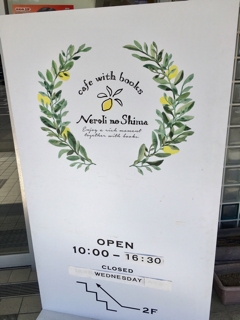 cafe with books
Neroli no Shima
Enjoy a rich moment
together with books
OPEN
10:00 - 16:30
CLOSED
WEDNESDAY
2F